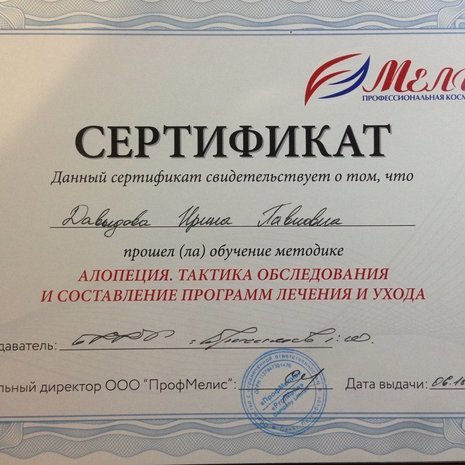 Мели
ПРОФЕССИОНАЛЬНАЯ КОСМ
СЕРТИФИКАТ
Данный сертификат свидетельствует о том, что
Давыдова Ирина Павловна
прошел (ла) обучение методике
АЛОПЕЦИЯ. ТАКТИКА ОБСЛЕДОВАНИЯ
И СОСТАВЛЕНИЕ ПРОГРАММ ЛЕЧЕНИЯ И УХОДА
одаватель:
льный директор ООО "ПрофМелис":
Дата выдачи: